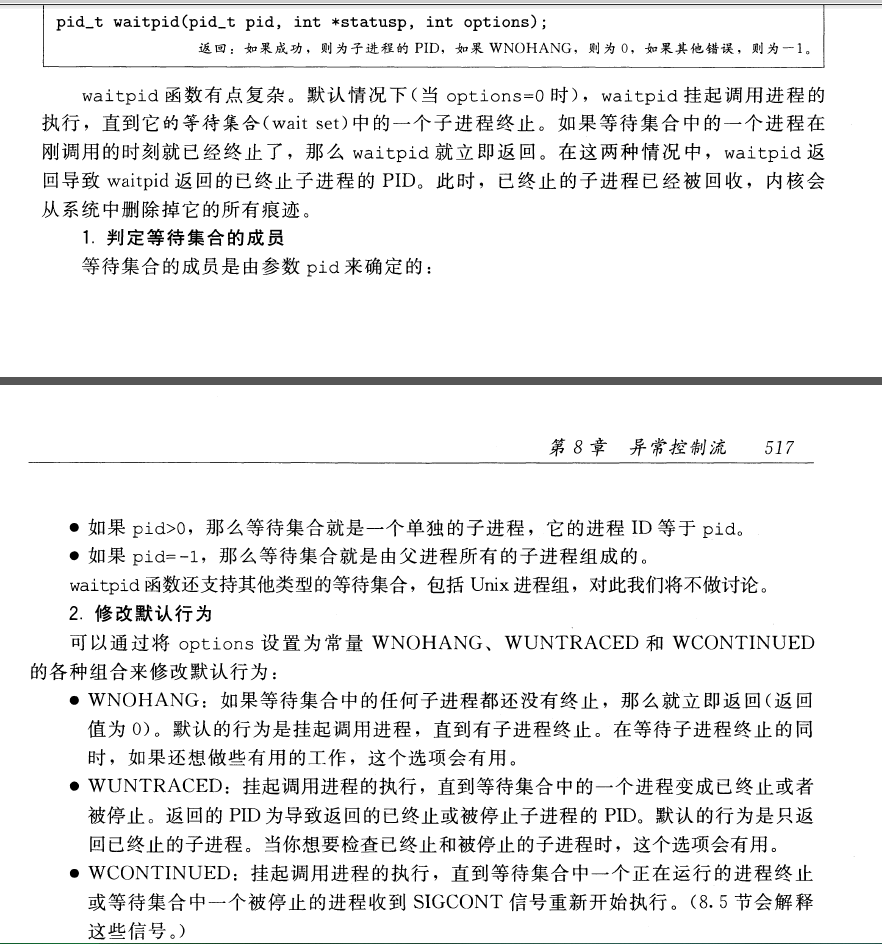 pid_t waitpid(pid_t pid, int *statusp, int options);
返回：如果成功，则为子进程的 PID，如果 WNOHANG，则为 0，如果其他错误，则为－1。
waitpid 函数有点复杂。默认情况下(当 options=0 时)，waitpid 挂起调用进程的
执行，直到它的等待集合(wait set)中的一个子进程终止。如果等待集合中的一个进程在
刚调用的时刻就已经终止了，那么 waitpid 就立即返回。在这两种情况中，waitpid 返
回导致 waitpid 返回的已终止子进程的 PID。此时，已终止的子进程已经被回收，内核会
从系统中删除掉它的所有痕迹。
1. 判定等待集合的成员
等待集合的成员是由参数 pid 来确定的：
第 8 章 异常控制流 517
● 如果 pid>0，那么等待集合就是一个单独的子进程，它的进程 ID 等于 pid。
● 如果 pid=-1，那么等待集合就是由父进程所有的子进程组成的。
waitpid 函数还支持其他类型的等待集合，包括 Unix 进程组，对此我们将不做讨论。
2. 修改默认行为
可以通过将 options 设置为常量 WNOHANG、WUNTRACED 和 WCONTINUED
的各种组合来修改默认行为：
● WNOHANG：如果等待集合中的任何子进程都还没有终止，那么就立即返回(返回
值为 0)。默认的行为是挂起调用进程，直到有子进程终止。在等待子进程终止的同
时，如果还想做些有用的工作，这个选项会有用。
● WUNTRACED：挂起调用进程的执行，直到等待集合中的一个进程变成已终止或者
被停止。返回的 PID 为导致返回的已终止或被停止子进程的 PID。默认的行为是只返
回已终止的子进程。当你想要检查已终止和被停止的子进程时，这个选项会有用。
● WCONTINUED：挂起调用进程的执行，直到等待集合中一个正在运行的进程终止
或等待集合中一个被停止的进程收到 SIGCONT 信号重新开始执行。(8.5 节会解释
这些信号。)